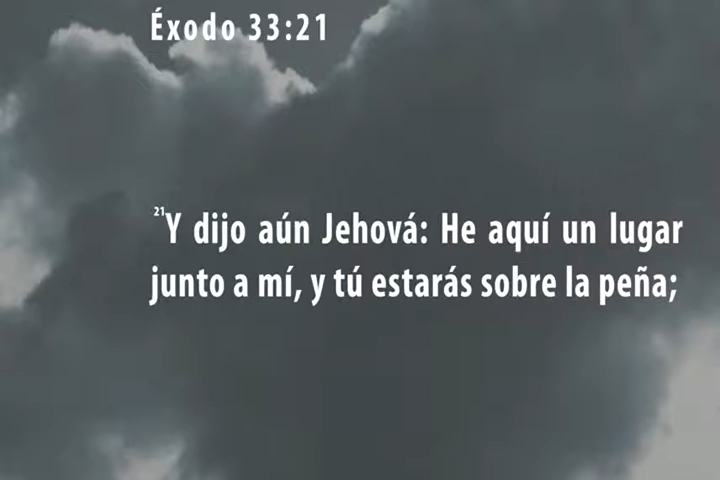 Éxodo 33:21
21Y dijo aún Jehová: He aquí un lugar
junto a mí, y tú estarás sobre la peña;